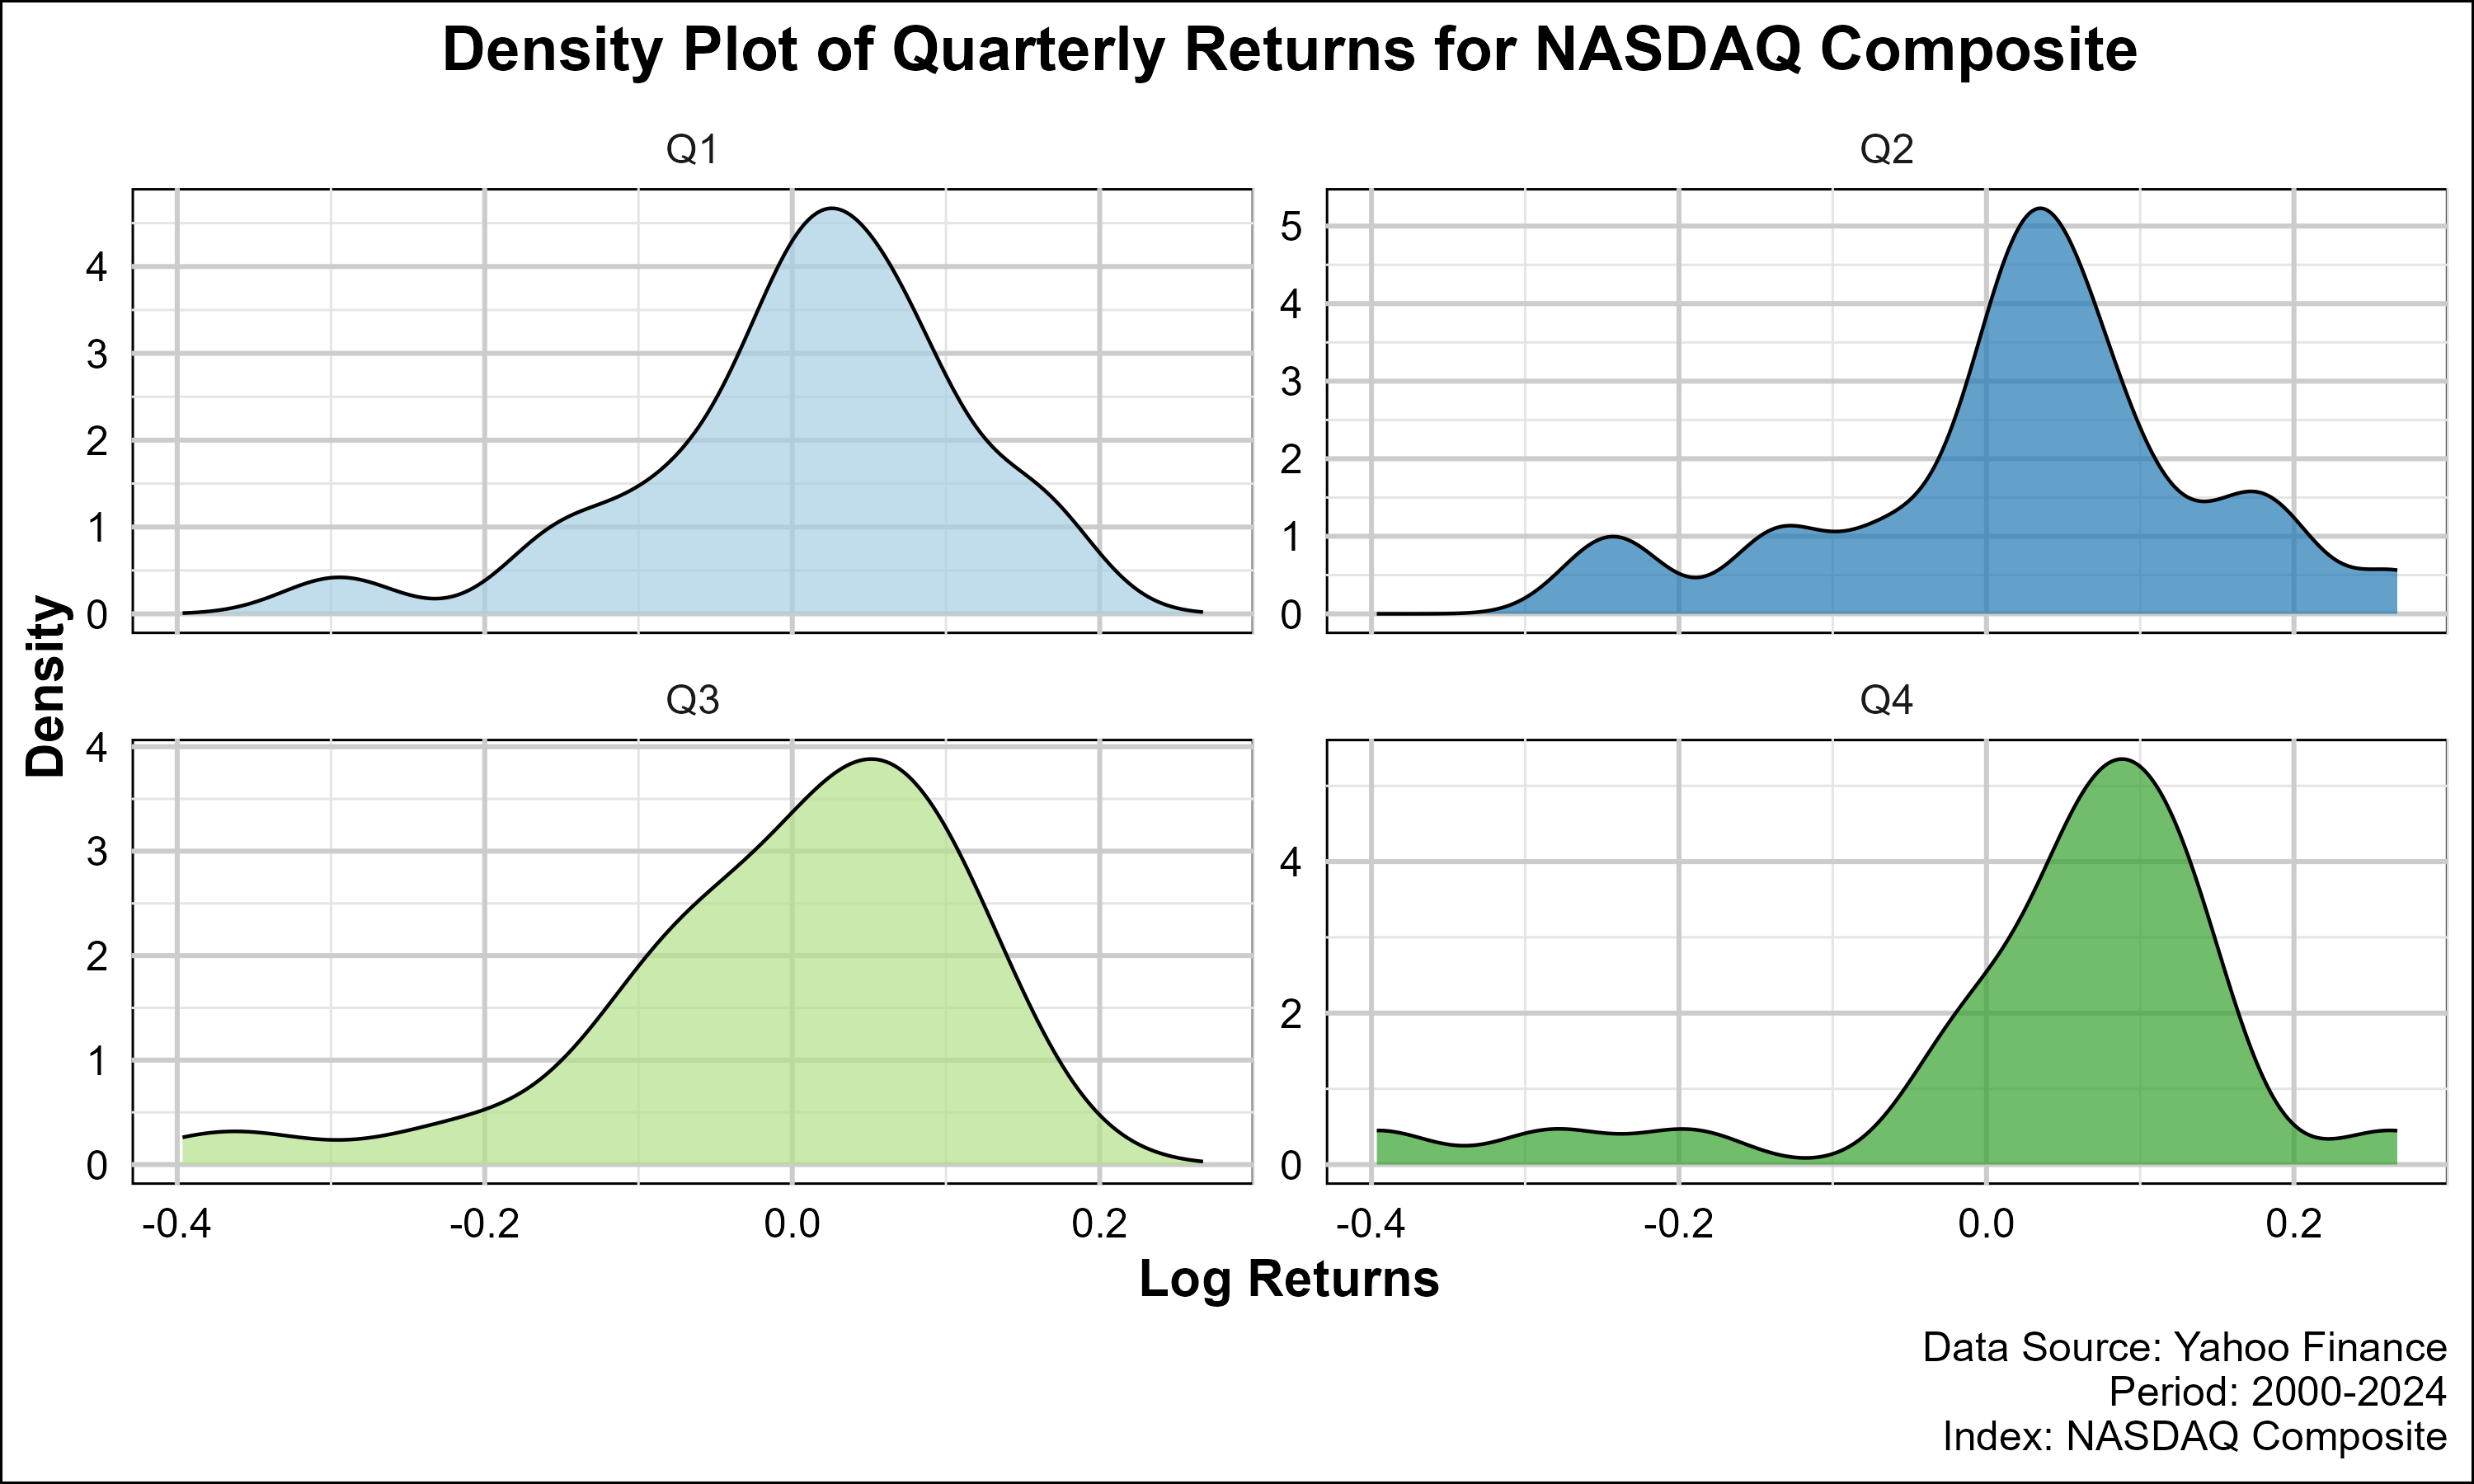 Density Plot of Quarterly Returns for NASDAQ Composite
Q1
4
3
2
1
0
Q2
5
4
3
2
1
0
Density
Q3
4
3
2
1
0
-0.4 -0.2 0.0 0.2
Q4
4
2
0
-0.4 -0.2 0.0 0.2
Log Returns
Data Source: Yahoo Finance
Period: 2000-2024
Index: NASDAQ Composite